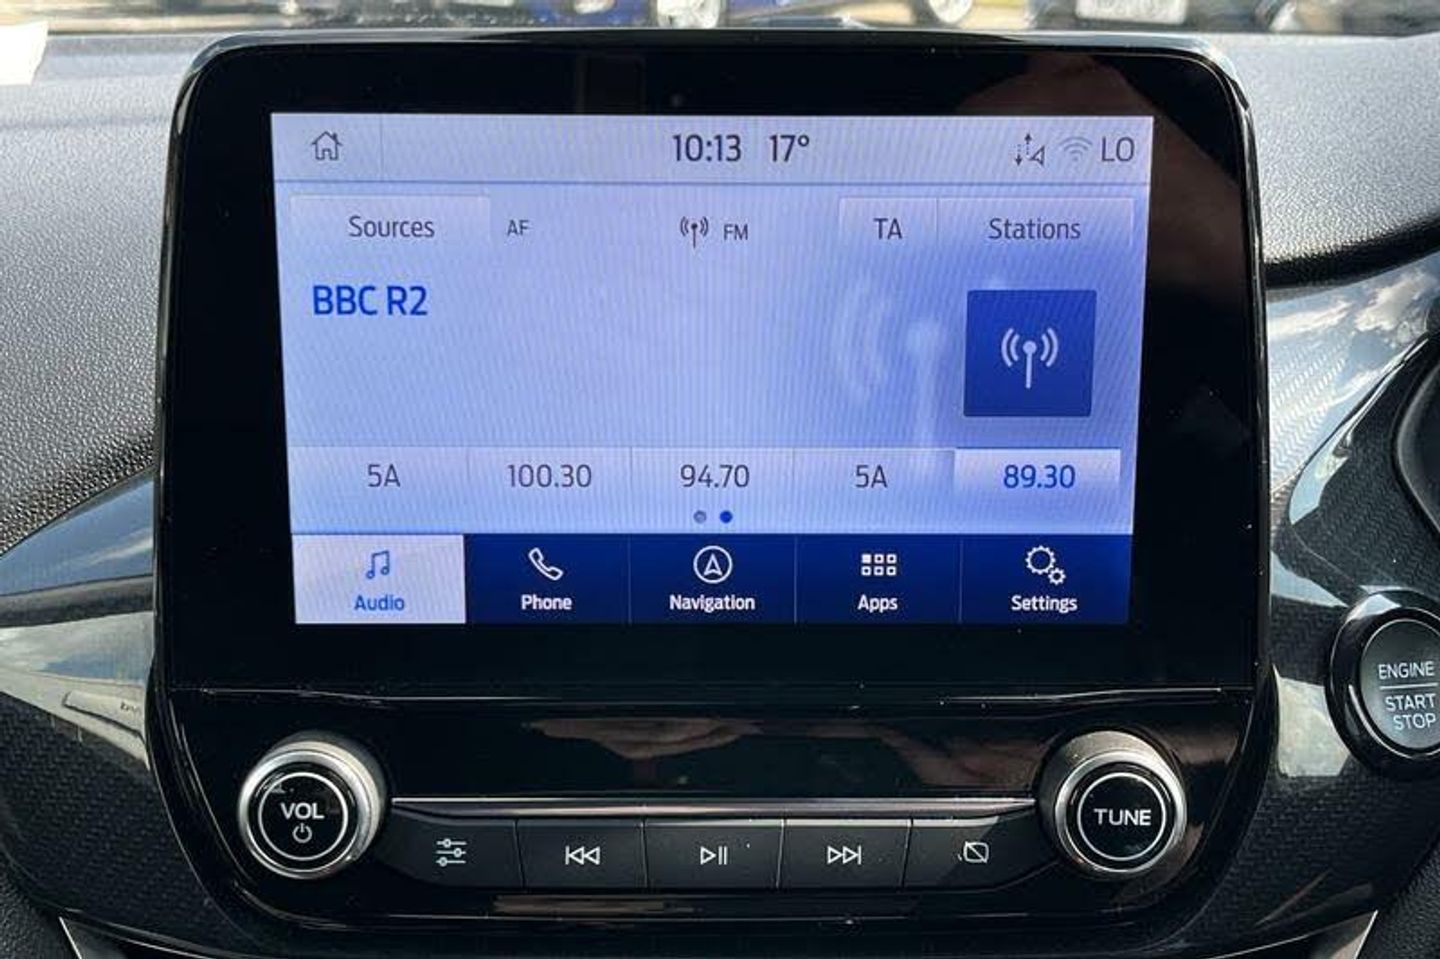 10:13 17° LO
Sources AF FM TA Stations
BBC R2
5A 100.30 94.70 5A 89.30
Audio Phone Navigation Apps Settings
ENGINE
START
STOP
VOL TUNE